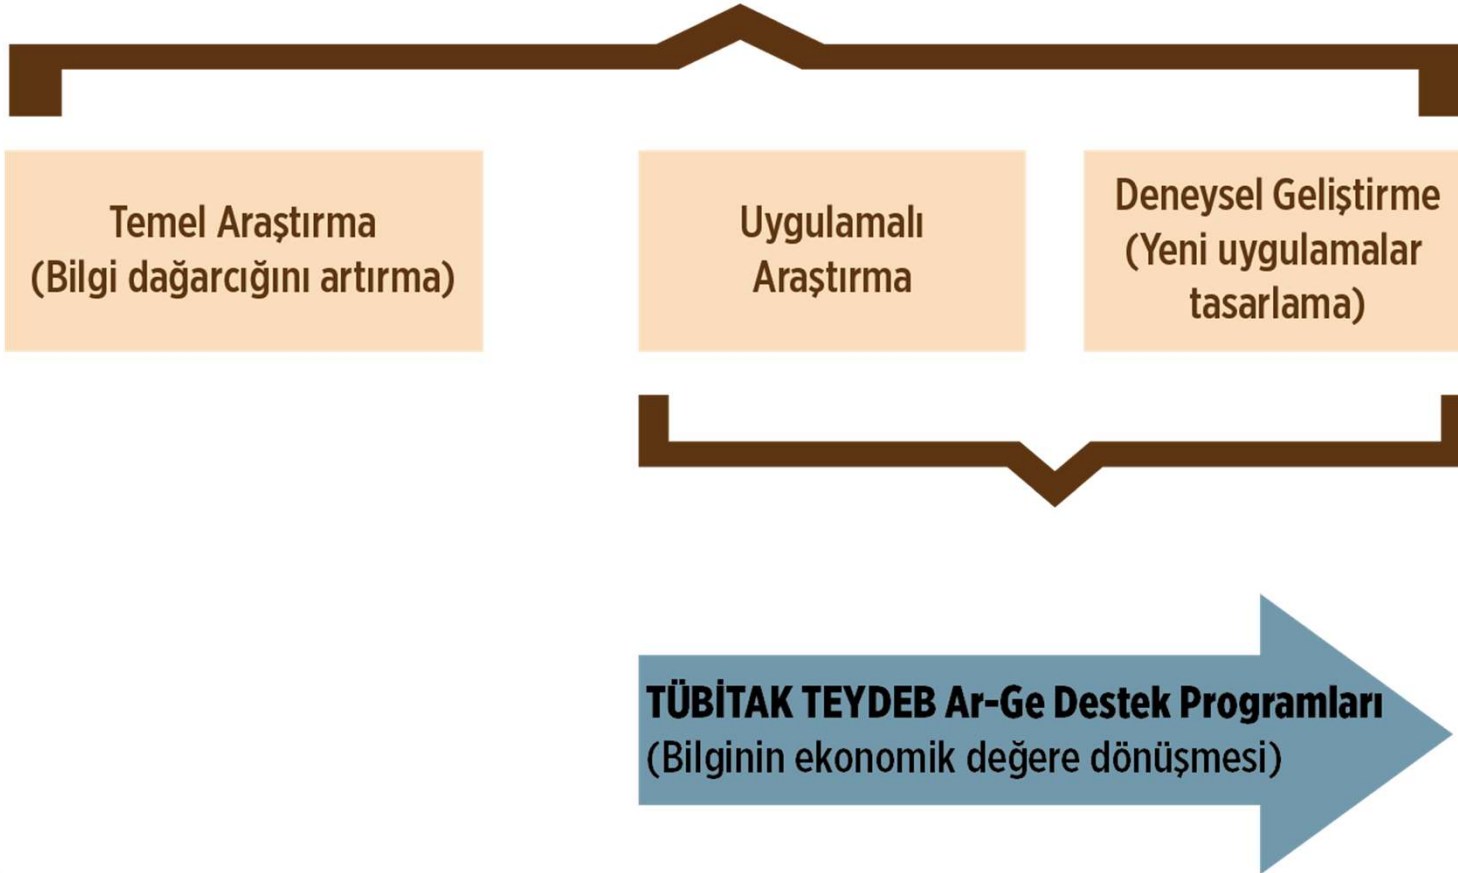 Temel Araştırma
(Bilgi dağarcığını artırma)
Uygulamalı
Araştırma
Deneysel Geliştirme
(Yeni uygulamalar
tasarlama)
TÜBİTAK TEYDEB Ar-Ge Destek Programları
(Bilginin ekonomik değere dönüşmesi)